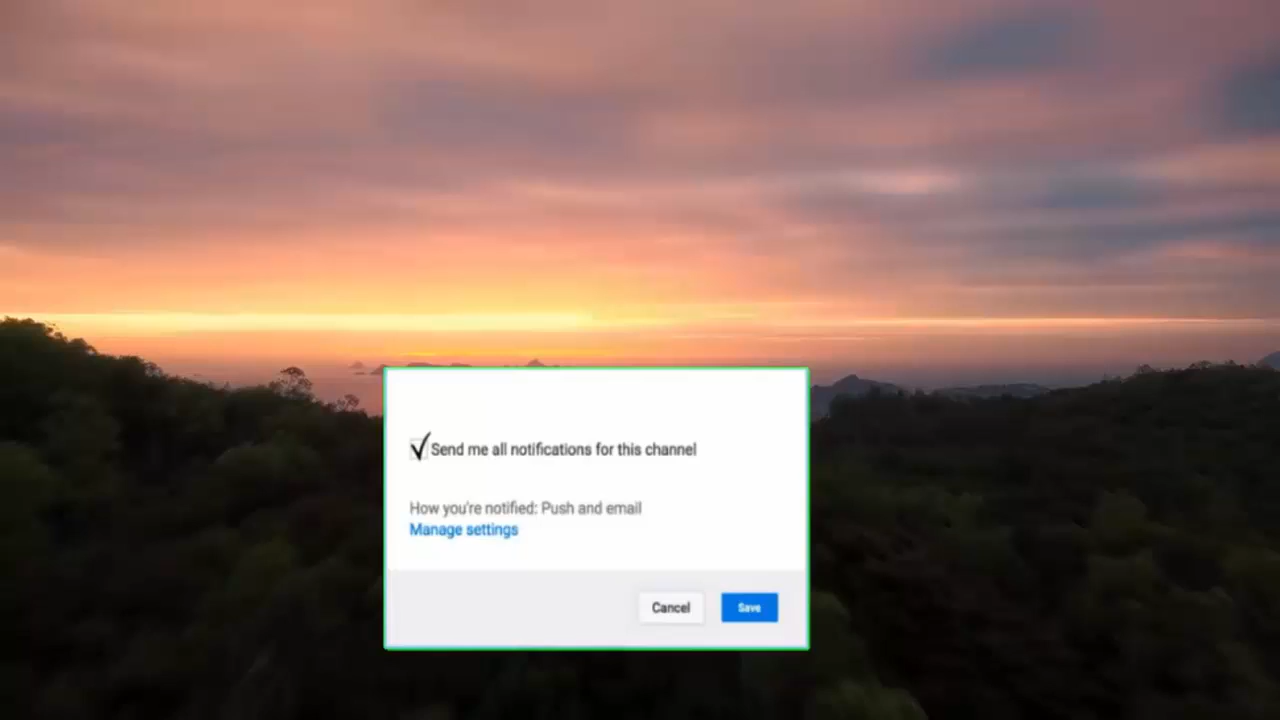 Send me all notifications for this channel
How you're notified: Push and email
Manage settings
Cancel
Save